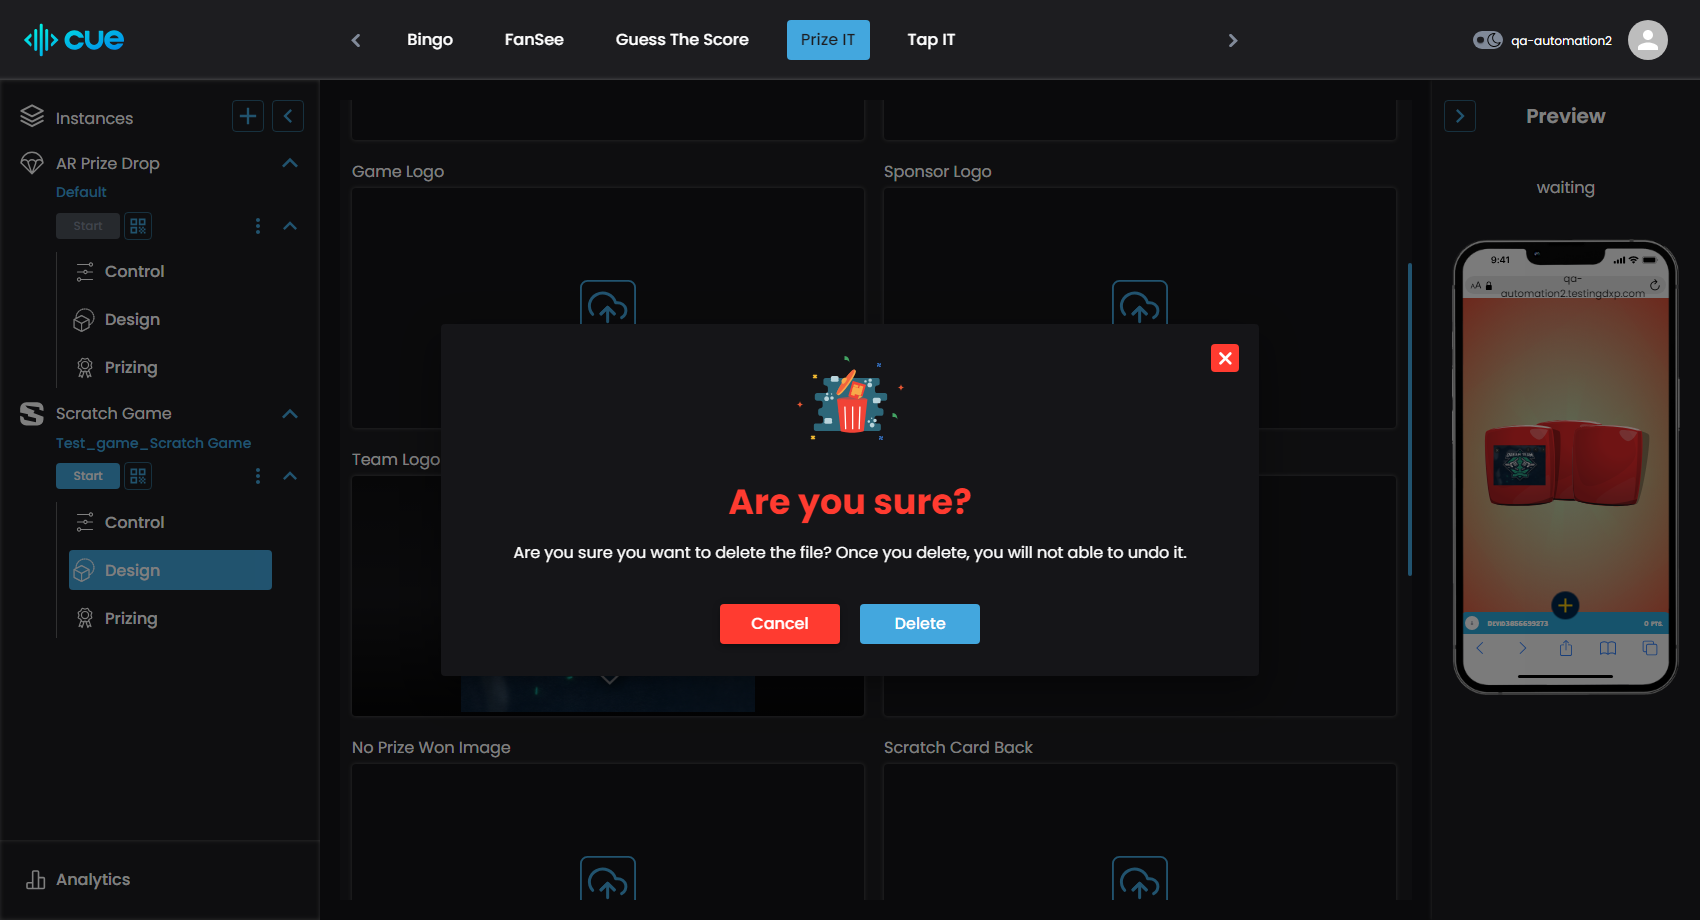 cue
Bingo
FanSee
Guess The Score
Prize IT
Tap IT
qa-automation2
Instances
AR Prize Drop
Default
Start
Control
Design
Prizing
Scratch Game
Test_game_Scratch Game
Start
Control
Design
Prizing
Analytics
Game Logo
Sponsor Logo
Team Logo
No Prize Won Image
Scratch Card Back
Are you sure?
Are you sure you want to delete the file? Once you delete, you will not able to undo it.
Cancel
Delete
Preview
waiting
9:41
AA
qa-
automation2.testingdxp.com
0 Pts.